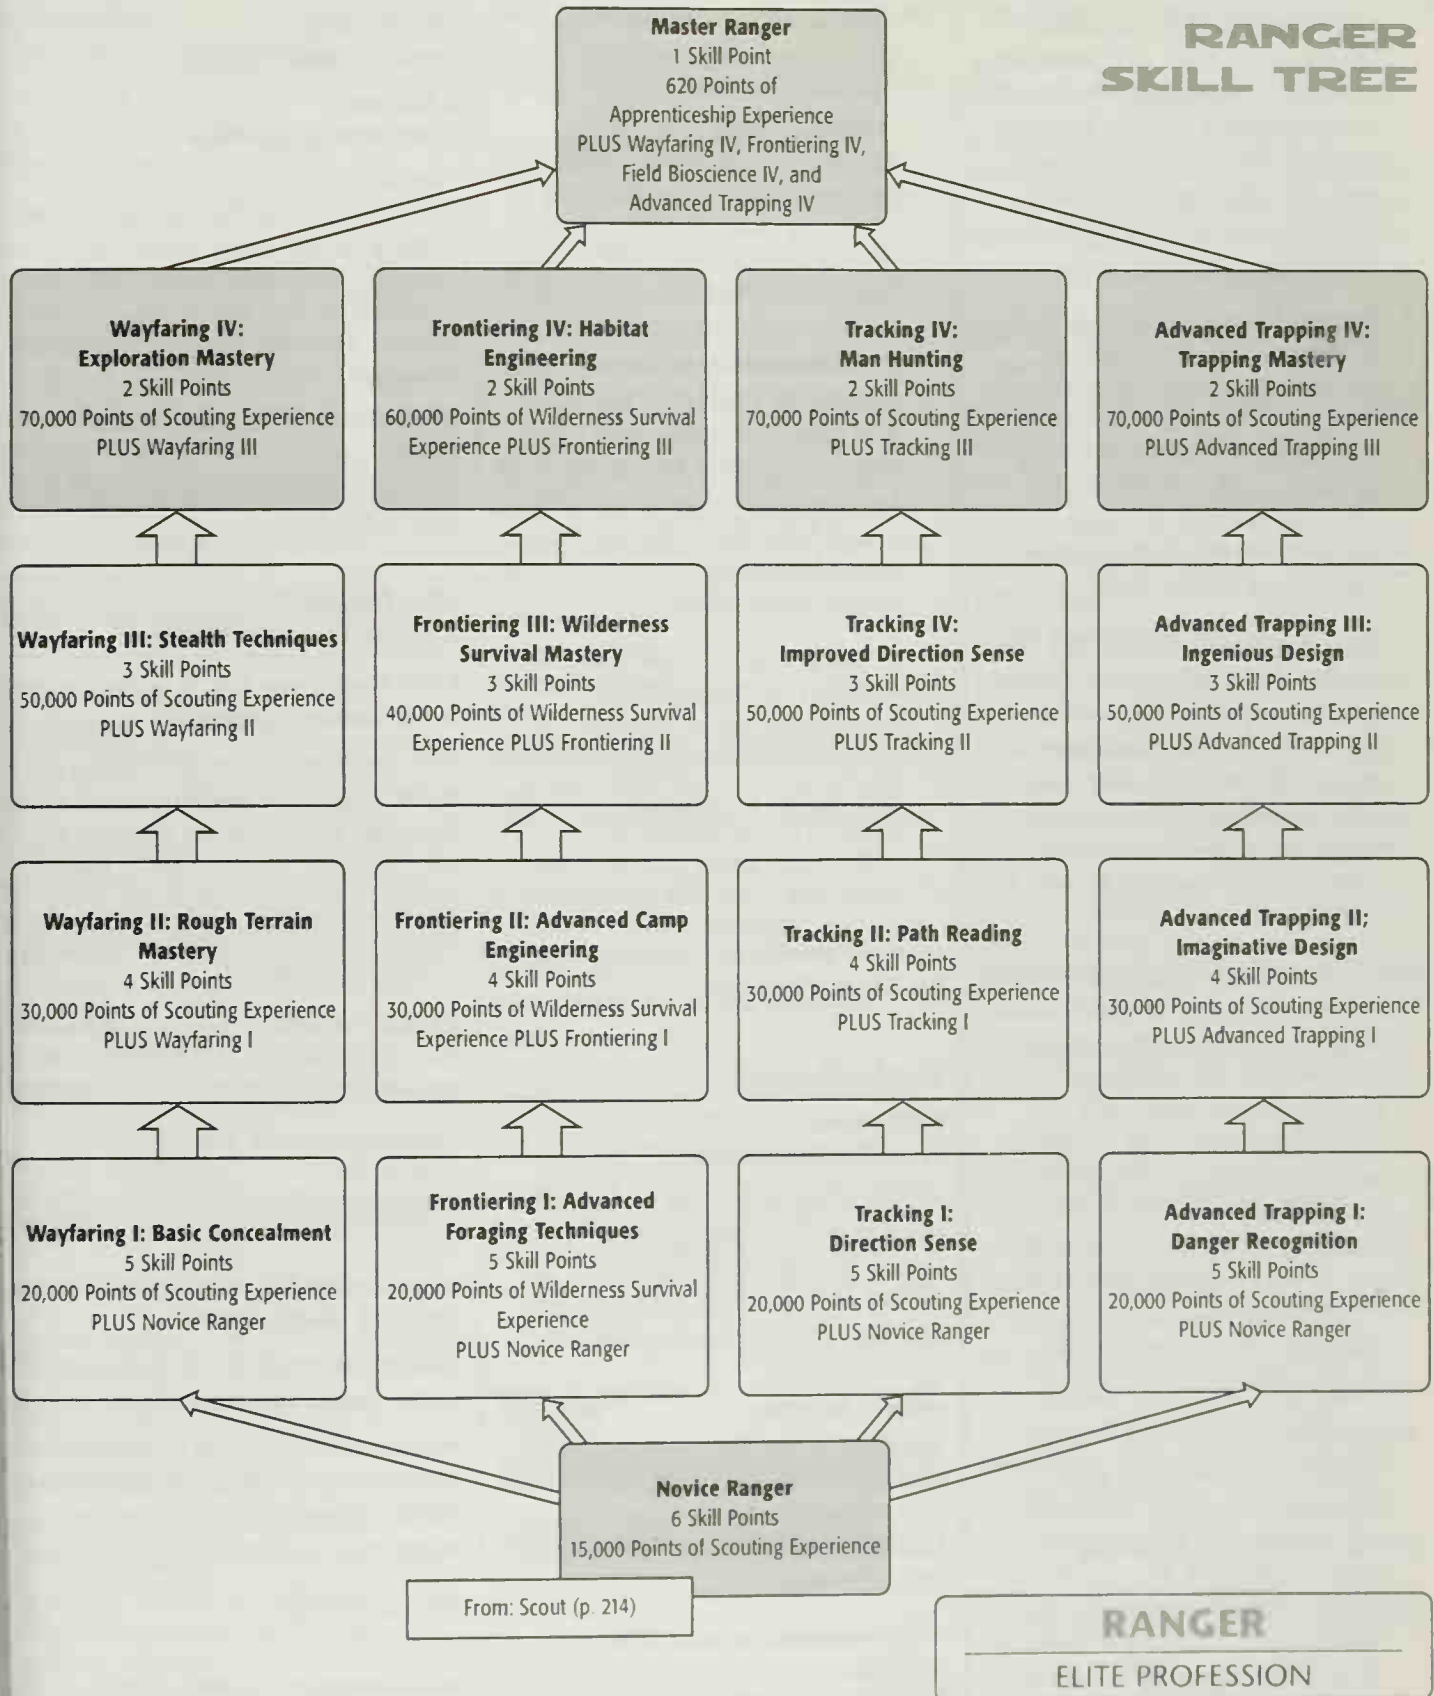 RANGER
SKILL TREE
Master Ranger
1 Skill Point
620 Points of
Apprenticeship Experience
PLUS Wayfaring IV, Frontiering IV,
Field Bioscience IV, and
Advanced Trapping IV
Wayfaring IV:
Exploration Mastery
2 Skill Points
70,000 Points of Scouting Experience
PLUS Wayfaring III
Frontiering IV: Habitat
Engineering
2 Skill Points
60,000 Points of Wilderness Survival
Experience PLUS Frontiering III
Tracking IV:
Man Hunting
2 Skill Points
70,000 Points of Scouting Experience
PLUS Tracking III
Advanced Trapping IV:
Trapping Mastery
2 Skill Points
70,000 Points of Scouting Experience
PLUS Advanced Trapping III
Wayfaring III: Stealth Techniques
3 Skill Points
50,000 Points of Scouting Experience
PLUS Wayfaring II
Frontiering III: Wilderness
Survival Mastery
3 Skill Points
40,000 Points of Wilderness Survival
Experience PLUS Frontiering II
Tracking IV:
Improved Direction Sense
3 Skill Points
50,000 Points of Scouting Experience
PLUS Tracking II
Advanced Trapping III:
Ingenious Design
3 Skill Points
50,000 Points of Scouting Experience
PLUS Advanced Trapping II
Wayfaring II: Rough Terrain
Mastery
4 Skill Points
30,000 Points of Scouting Experience
PLUS Wayfaring I
Frontiering II: Advanced Camp
Engineering
4 Skill Points
30,000 Points of Wilderness Survival
Experience PLUS Frontiering I
Tracking II: Path Reading
4 Skill Points
30,000 Points of Scouting Experience
PLUS Tracking I
Advanced Trapping II;
Imaginative Design
4 Skill Points
30,000 Points of Scouting Experience
PLUS Advanced Trapping I
Wayfaring I: Basic Concealment
5 Skill Points
20,000 Points of Scouting Experience
PLUS Novice Ranger
Frontiering I: Advanced
Foraging Techniques
5 Skill Points
20,000 Points of Wilderness Survival
Experience
PLUS Novice Ranger
Tracking I:
Direction Sense
5 Skill Points
20,000 Points of Scouting Experience
PLUS Novice Ranger
Advanced Trapping I:
Danger Recognition
5 Skill Points
20,000 Points of Scouting Experience
PLUS Novice Ranger
Novice Ranger
6 Skill Points
15,000 Points of Scouting Experience
From: Scout (p. 214)
RANGER
ELITE PROFESSION